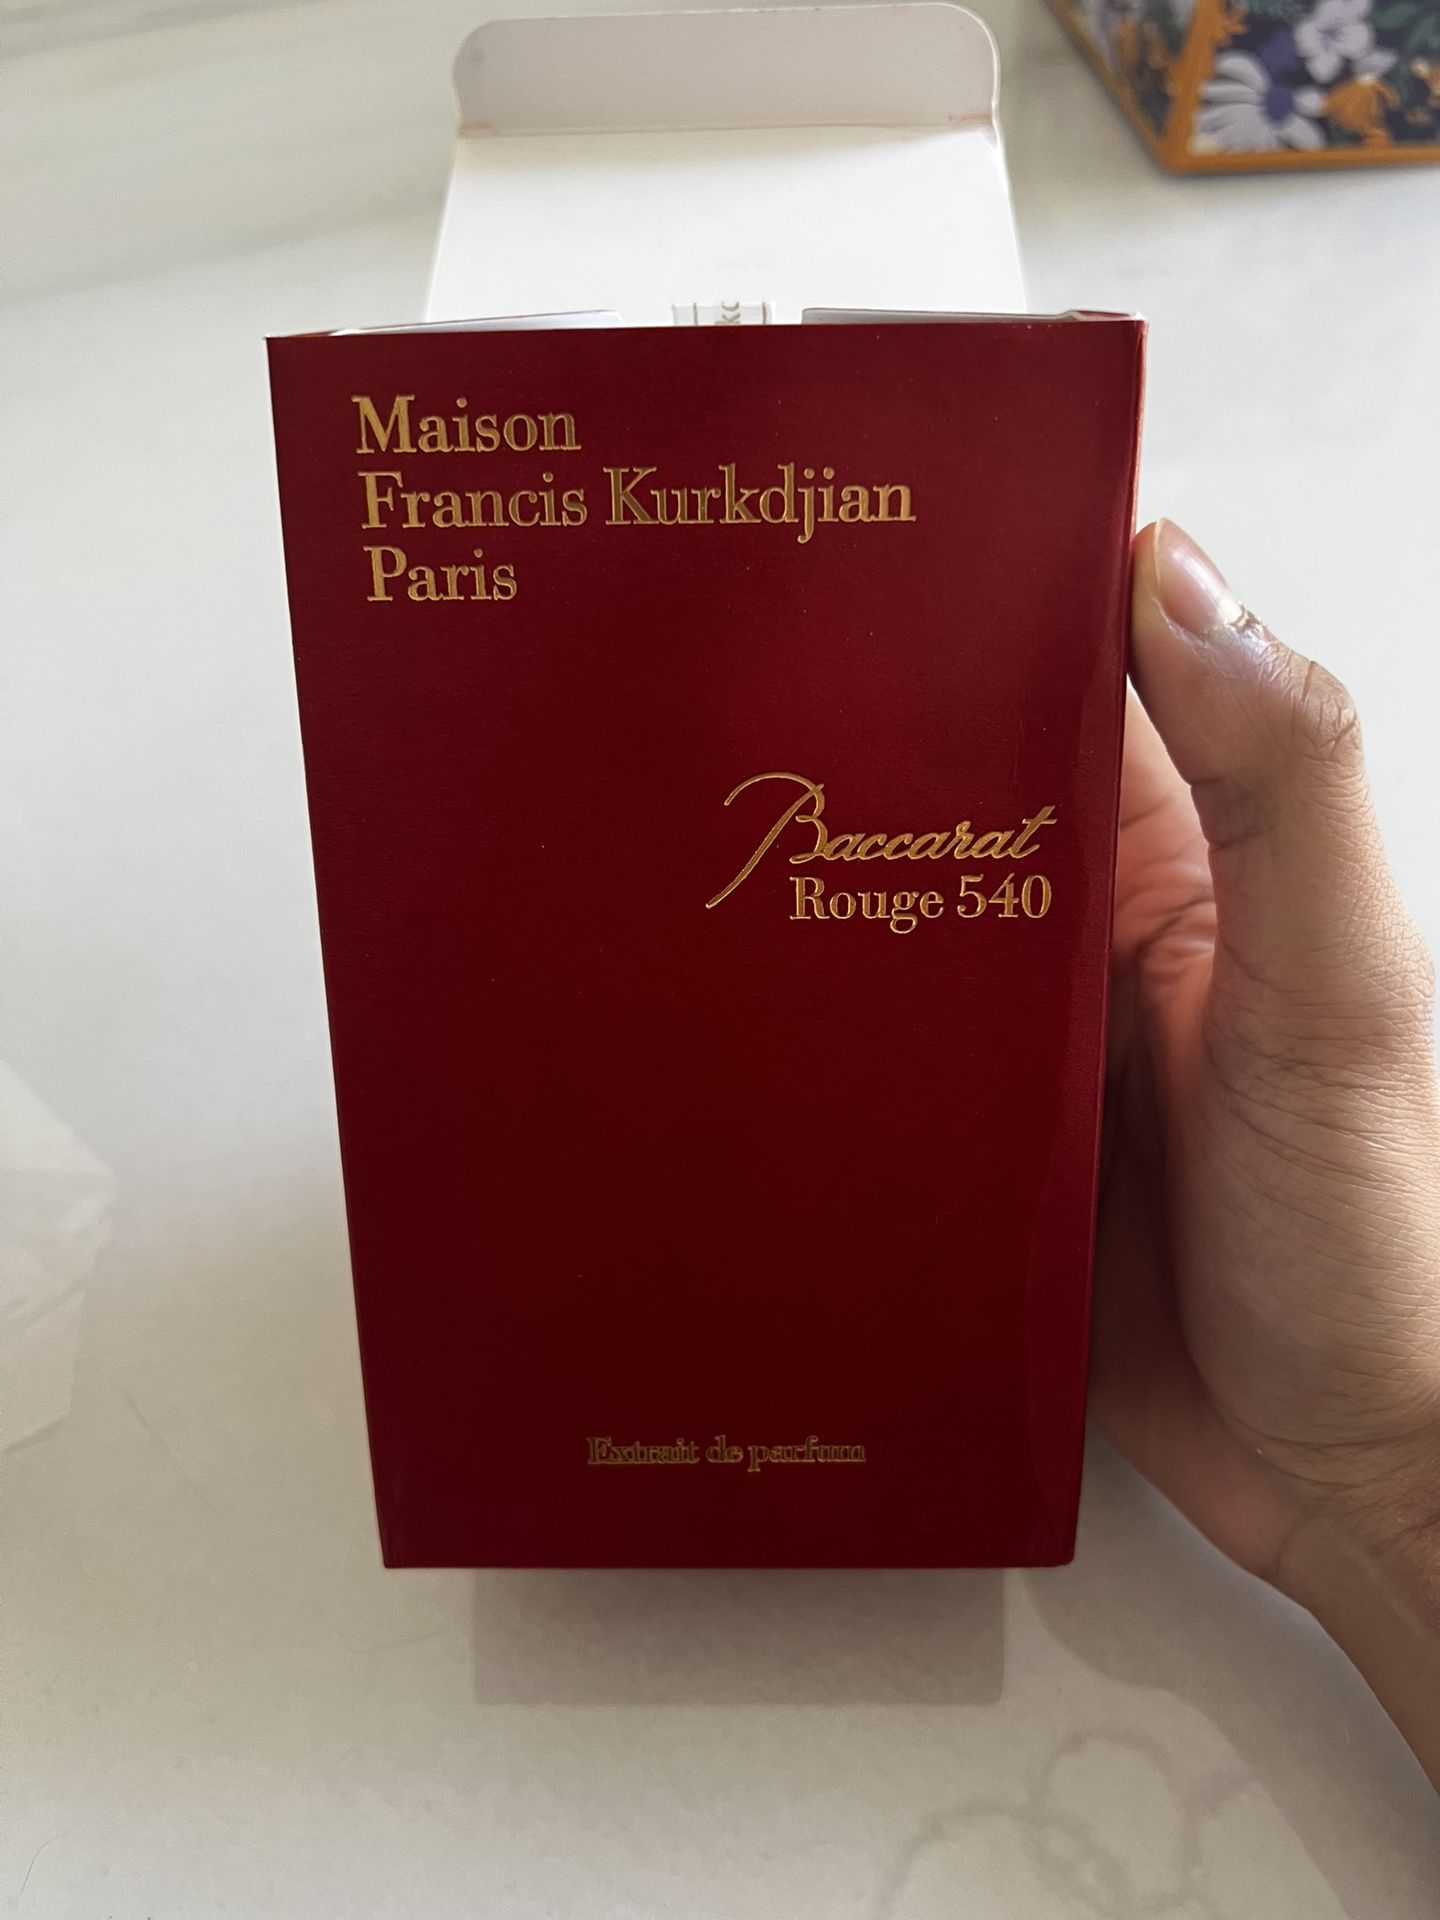 Maison
Francis Kurkdjian
Paris
Baccarat
Rouge 540
Extrait de parfum